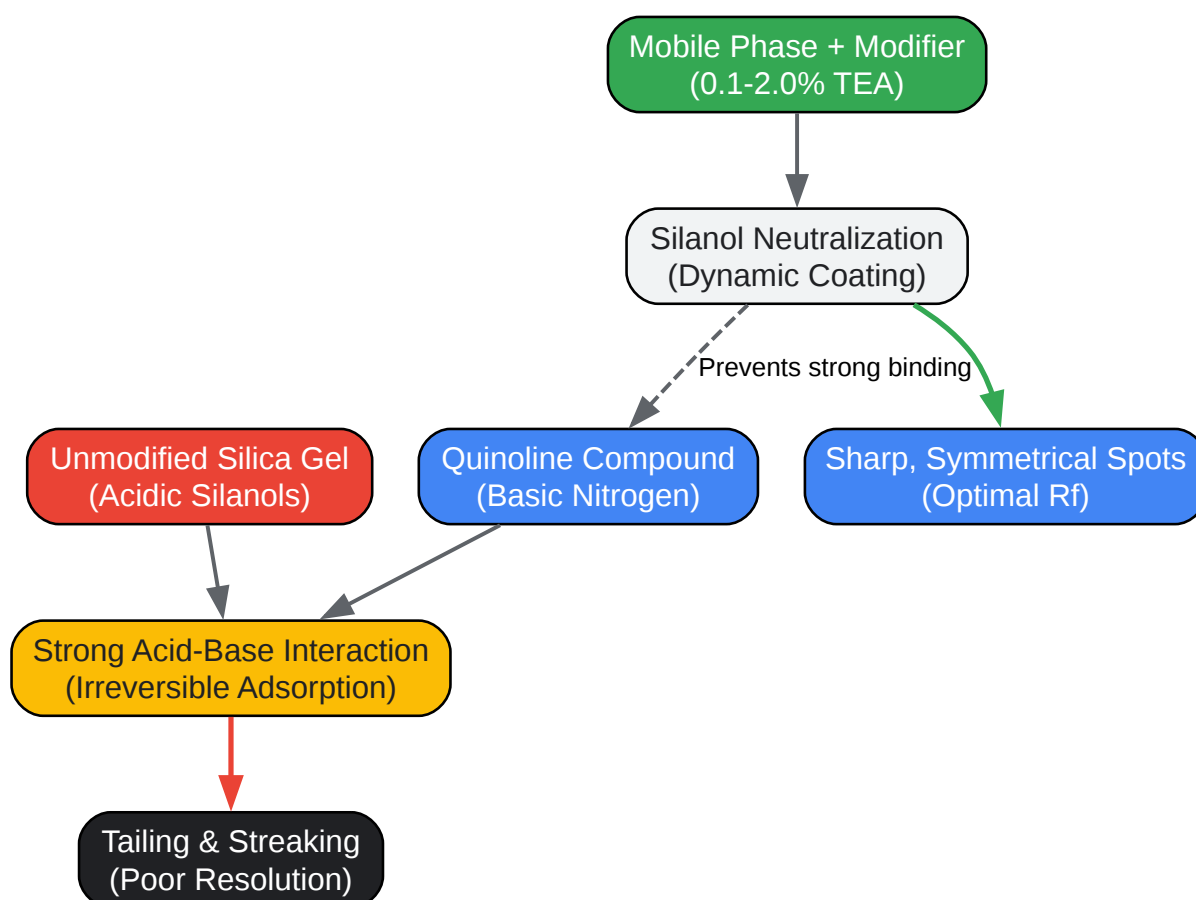 Mobile Phase + Modifier
(0.1-2.0% TEA)
Silanol Neutralization
(Dynamic Coating)
Prevents strong binding
Unmodified Silica Gel
(Acidic Silanols)
Quinoline Compound
(Basic Nitrogen)
Sharp, Symmetrical Spots
(Optimal Rf)
Strong Acid-Base Interaction
(Irreversible Adsorption)
Tailing & Streaking
(Poor Resolution)